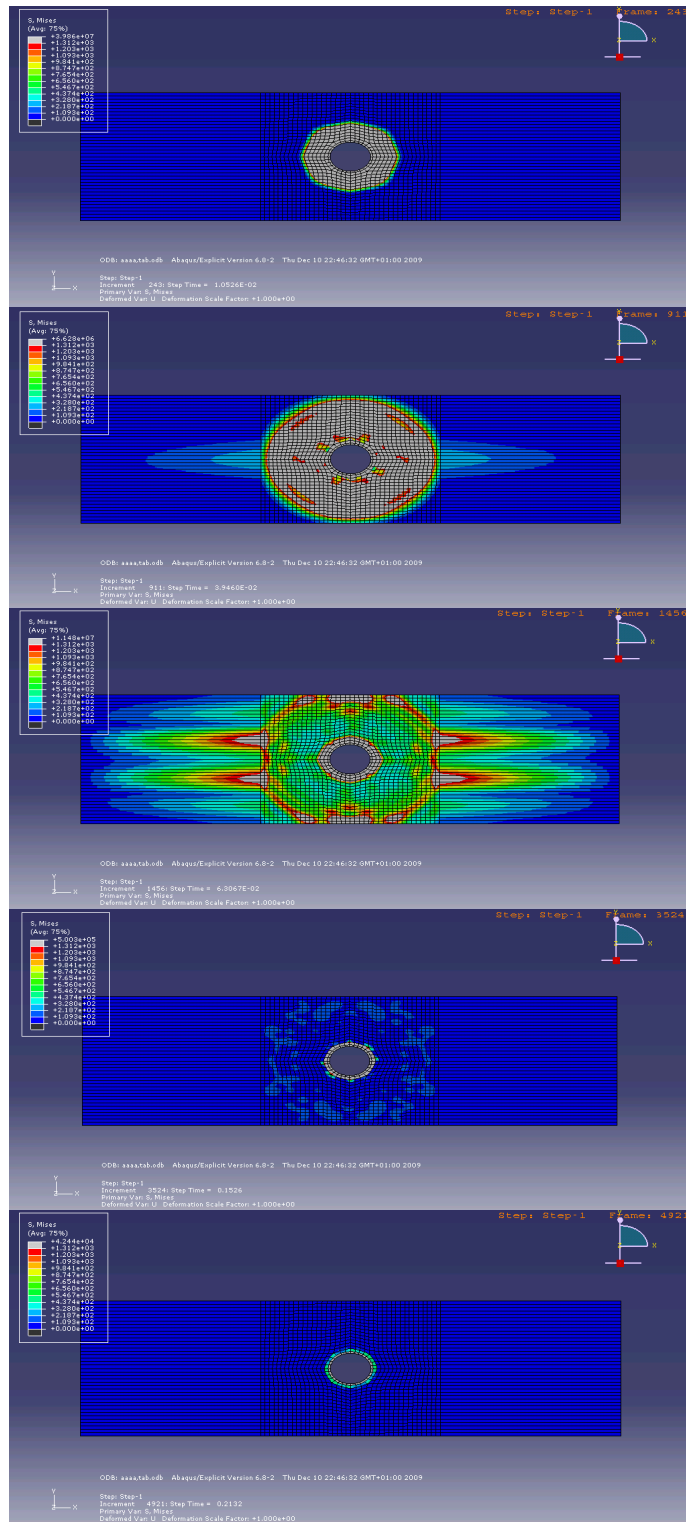 Step: Step-1 Frame: 243
S, Mises
(Avg: 75%)
+3.986e+07
+1.312e+03
+1.203e+03
+1.093e+03
+9.841e+02
+8.747e+02
+7.654e+02
+6.560e+02
+5.467e+02
+4.374e+02
+3.280e+02
+2.187e+02
+1.093e+02
+0.000e+00
Y
X
Z
ODB: aaaa,tab.odb Abaqus/Explicit Version 6.8-2 Thu Dec 10 22:46:32 GMT+01:00 2009
Y
Z X
Step: Step-1
Increment 243: Step Time = 1.0526E-02
Primary Var: S, Mises
Deformed Var: U Deformation Scale Factor: +1.000e+00
Step: Step-1 Frame: 911
S, Mises
(Avg: 75%)
+6.628e+06
+1.312e+03
+1.203e+03
+1.093e+03
+9.841e+02
+8.747e+02
+7.654e+02
+6.560e+02
+5.467e+02
+4.374e+02
+3.280e+02
+2.187e+02
+1.093e+02
+0.000e+00
Y
X
Z
ODB: aaaa,tab.odb Abaqus/Explicit Version 6.8-2 Thu Dec 10 22:46:32 GMT+01:00 2009
Y
Z X
Step: Step-1
Increment 911: Step Time = 3.9460E-02
Primary Var: S, Mises
Deformed Var: U Deformation Scale Factor: +1.000e+00
Step: Step-1 Frame: 1456
S, Mises
(Avg: 75%)
+1.148e+07
+1.312e+03
+1.203e+03
+1.093e+03
+9.841e+02
+8.747e+02
+7.654e+02
+6.560e+02
+5.467e+02
+4.374e+02
+3.280e+02
+2.187e+02
+1.093e+02
+0.000e+00
Y
X
Z
ODB: aaaa,tab.odb Abaqus/Explicit Version 6.8-2 Thu Dec 10 22:46:32 GMT+01:00 2009
Y
Z X
Step: Step-1
Increment 1456: Step Time = 6.3067E-02
Primary Var: S, Mises
Deformed Var: U Deformation Scale Factor: +1.000e+00
Step: Step-1 Frame: 3524
S, Mises
(Avg: 75%)
+5.003e+05
+1.312e+03
+1.203e+03
+1.093e+03
+9.841e+02
+8.747e+02
+7.654e+02
+6.560e+02
+5.467e+02
+4.374e+02
+3.280e+02
+2.187e+02
+1.093e+02
+0.000e+00
Y
X
Z
ODB: aaaa,tab.odb Abaqus/Explicit Version 6.8-2 Thu Dec 10 22:46:32 GMT+01:00 2009
Y
Z X
Step: Step-1
Increment 3524: Step Time = 0.1526
Primary Var: S, Mises
Deformed Var: U Deformation Scale Factor: +1.000e+00
Step: Step-1 Frame: 4921
S, Mises
(Avg: 75%)
+4.244e+04
+1.312e+03
+1.203e+03
+1.093e+03
+9.841e+02
+8.747e+02
+7.654e+02
+6.560e+02
+5.467e+02
+4.374e+02
+3.280e+02
+2.187e+02
+1.093e+02
+0.000e+00
Y
X
Z
ODB: aaaa,tab.odb Abaqus/Explicit Version 6.8-2 Thu Dec 10 22:46:32 GMT+01:00 2009
Y
Z X
Step: Step-1
Increment 4921: Step Time = 0.2132
Primary Var: S, Mises
Deformed Var: U Deformation Scale Factor: +1.000e+00